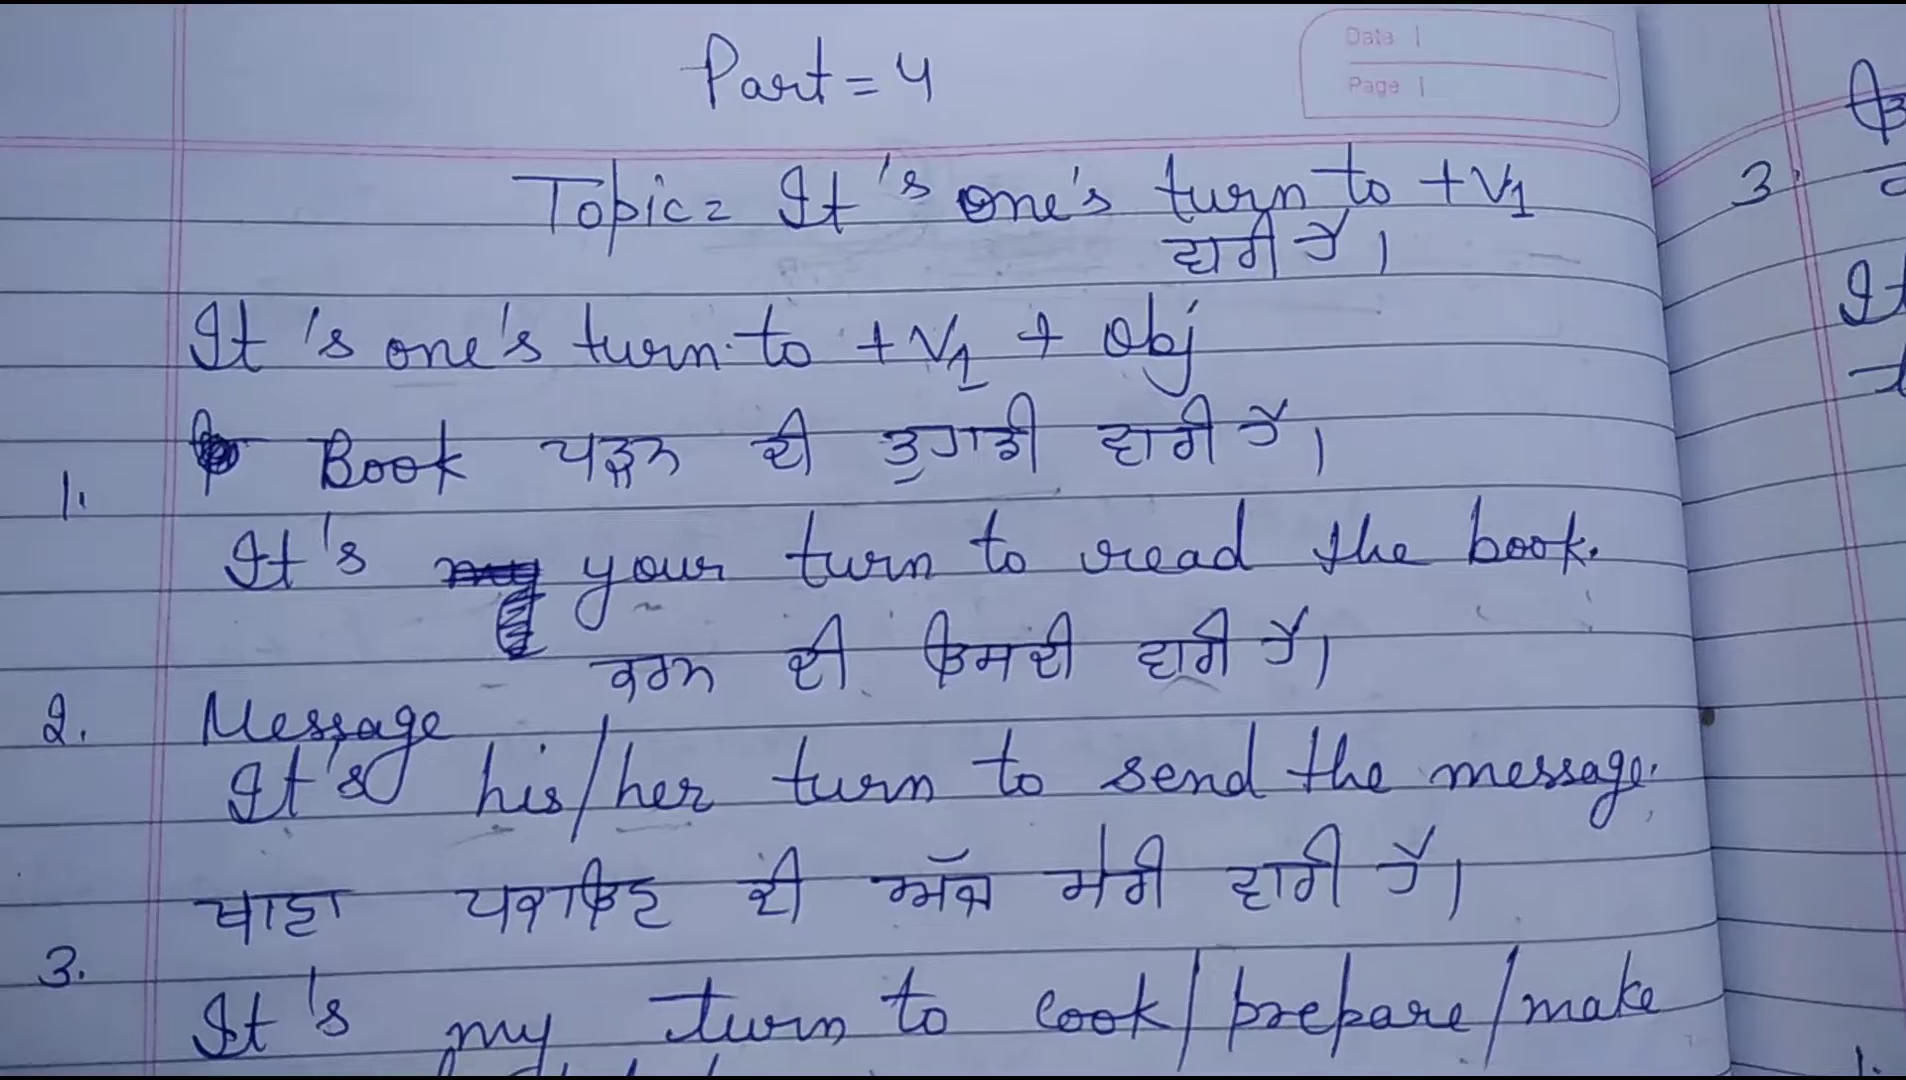 Part = 4
Date
Page
Topic = It's one's turn to + V1
ਵਾਰੀ ਹੈ।
It's one's turn to + V1 + Obj
1. Book ਪੜ੍ਹਨ ਦੀ ਤੁਹਾਡੀ ਵਾਰੀ ਹੈ।
It's your turn to read the book.
2. Message ਕਰਨ ਦੀ ਉਸਦੀ ਵਾਰੀ ਹੈ।
It's his/her turn to send the message.
3. ਖਾਣਾ ਪਕਾਉਣ ਦੀ ਅੱਜ ਮੇਰੀ ਵਾਰੀ ਹੈ।
It's my turn to cook/prepare/make
3.
It